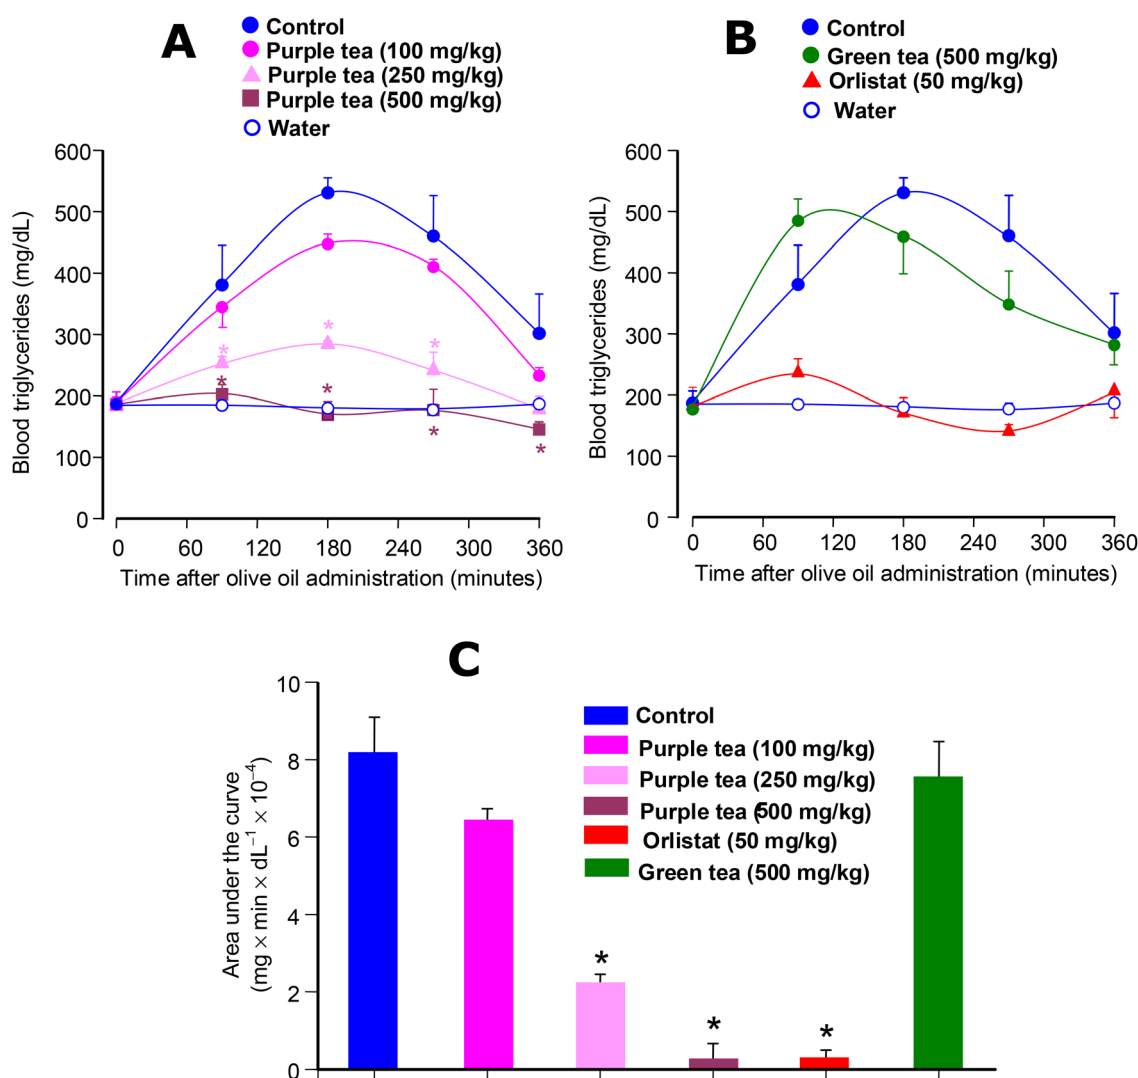 A
Control
Purple tea (100 mg/kg)
Purple tea (250 mg/kg)
Purple tea (500 mg/kg)
Water
600
500
400
300
200
100
0
Blood triglycerides (mg/dL)
*
*
*
*
*
*
*
0 60 120 180 240 300 360
Time after olive oil administration (minutes)
B
Control
Green tea (500 mg/kg)
Orlistat (50 mg/kg)
Water
600
500
400
300
200
100
0
Blood triglycerides (mg/dL)
0 60 120 180 240 300 360
Time after olive oil administration (minutes)
C
10
8
6
4
2
0
Area under the curve
(mg × min × dL⁻¹ × 10⁻⁴)
Control
Purple tea (100 mg/kg)
Purple tea (250 mg/kg)
Purple tea (500 mg/kg)
Orlistat (50 mg/kg)
Green tea (500 mg/kg)
*
*
*